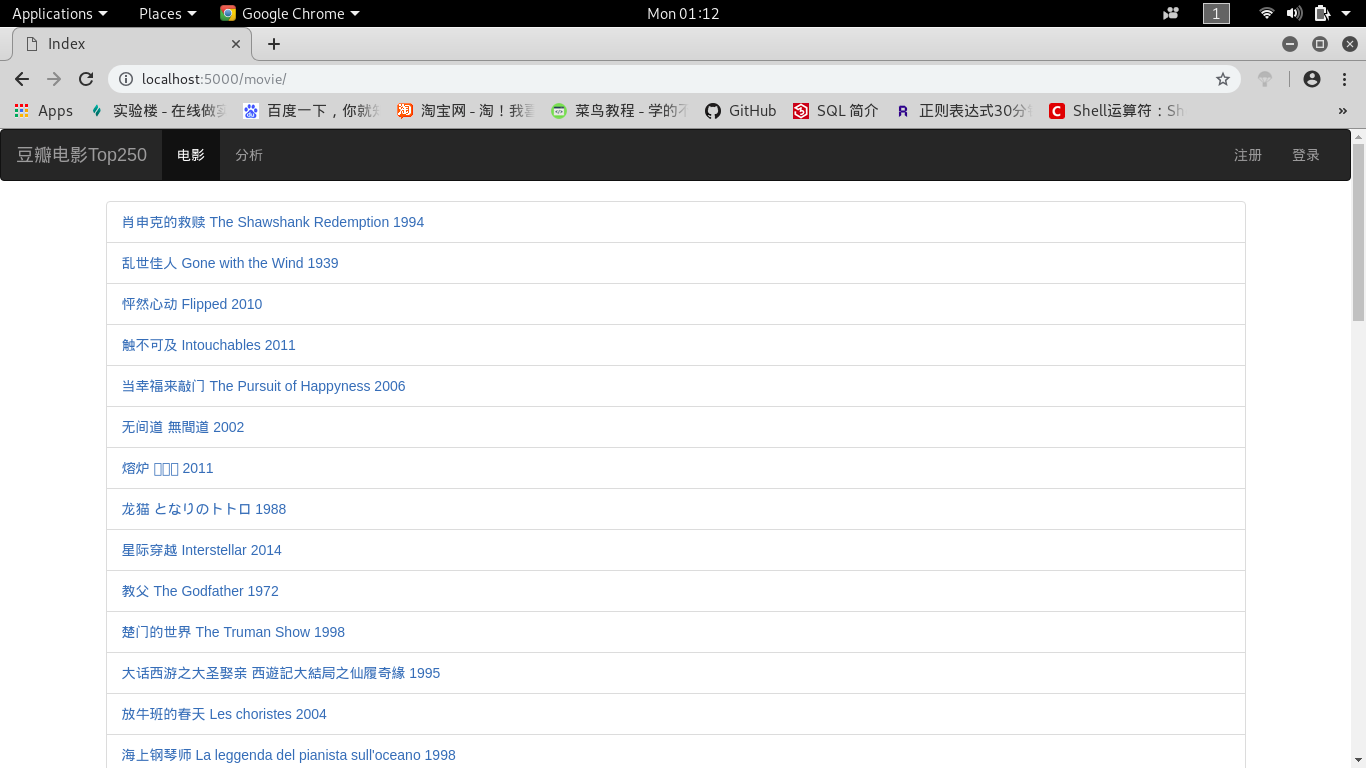 Applications Places Google Chrome Mon 01:12 1
Index
localhost:5000/movie/
Apps 实验楼 - 在线做实 百度一下，你就知 淘宝网 - 淘！我喜 菜鸟教程 - 学的不 GitHub SQL 简介 正则表达式30分钟 Shell运算符：Sh »
豆瓣电影Top250 电影 分析 注册 登录
肖申克的救赎 The Shawshank Redemption 1994
乱世佳人 Gone with the Wind 1939
怦然心动 Flipped 2010
触不可及 Intouchables 2011
当幸福来敲门 The Pursuit of Happyness 2006
无间道 無間道 2002
熔炉 2011
龙猫 となりのトトロ 1988
星际穿越 Interstellar 2014
教父 The Godfather 1972
楚门的世界 The Truman Show 1998
大话西游之大圣娶亲 西遊記大結局之仙履奇緣 1995
放牛班的春天 Les choristes 2004
海上钢琴师 La leggenda del pianista sull'oceano 1998